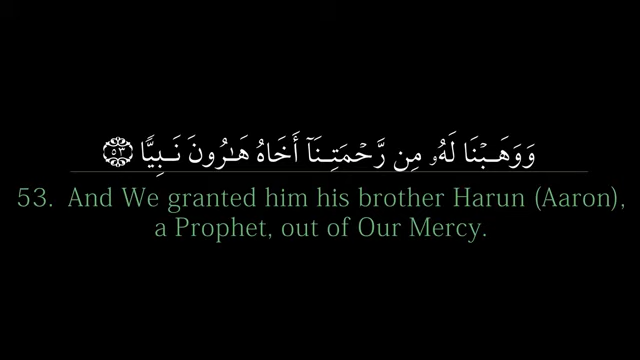 وَوَهَبْنَا لَهُۥ مِن رَّحْمَتِنَآ أَخَاهُ هَٰرُونَ نَبِيًّا ٥٣
53. And We granted him his brother Harun (Aaron),
a Prophet, out of Our Mercy.